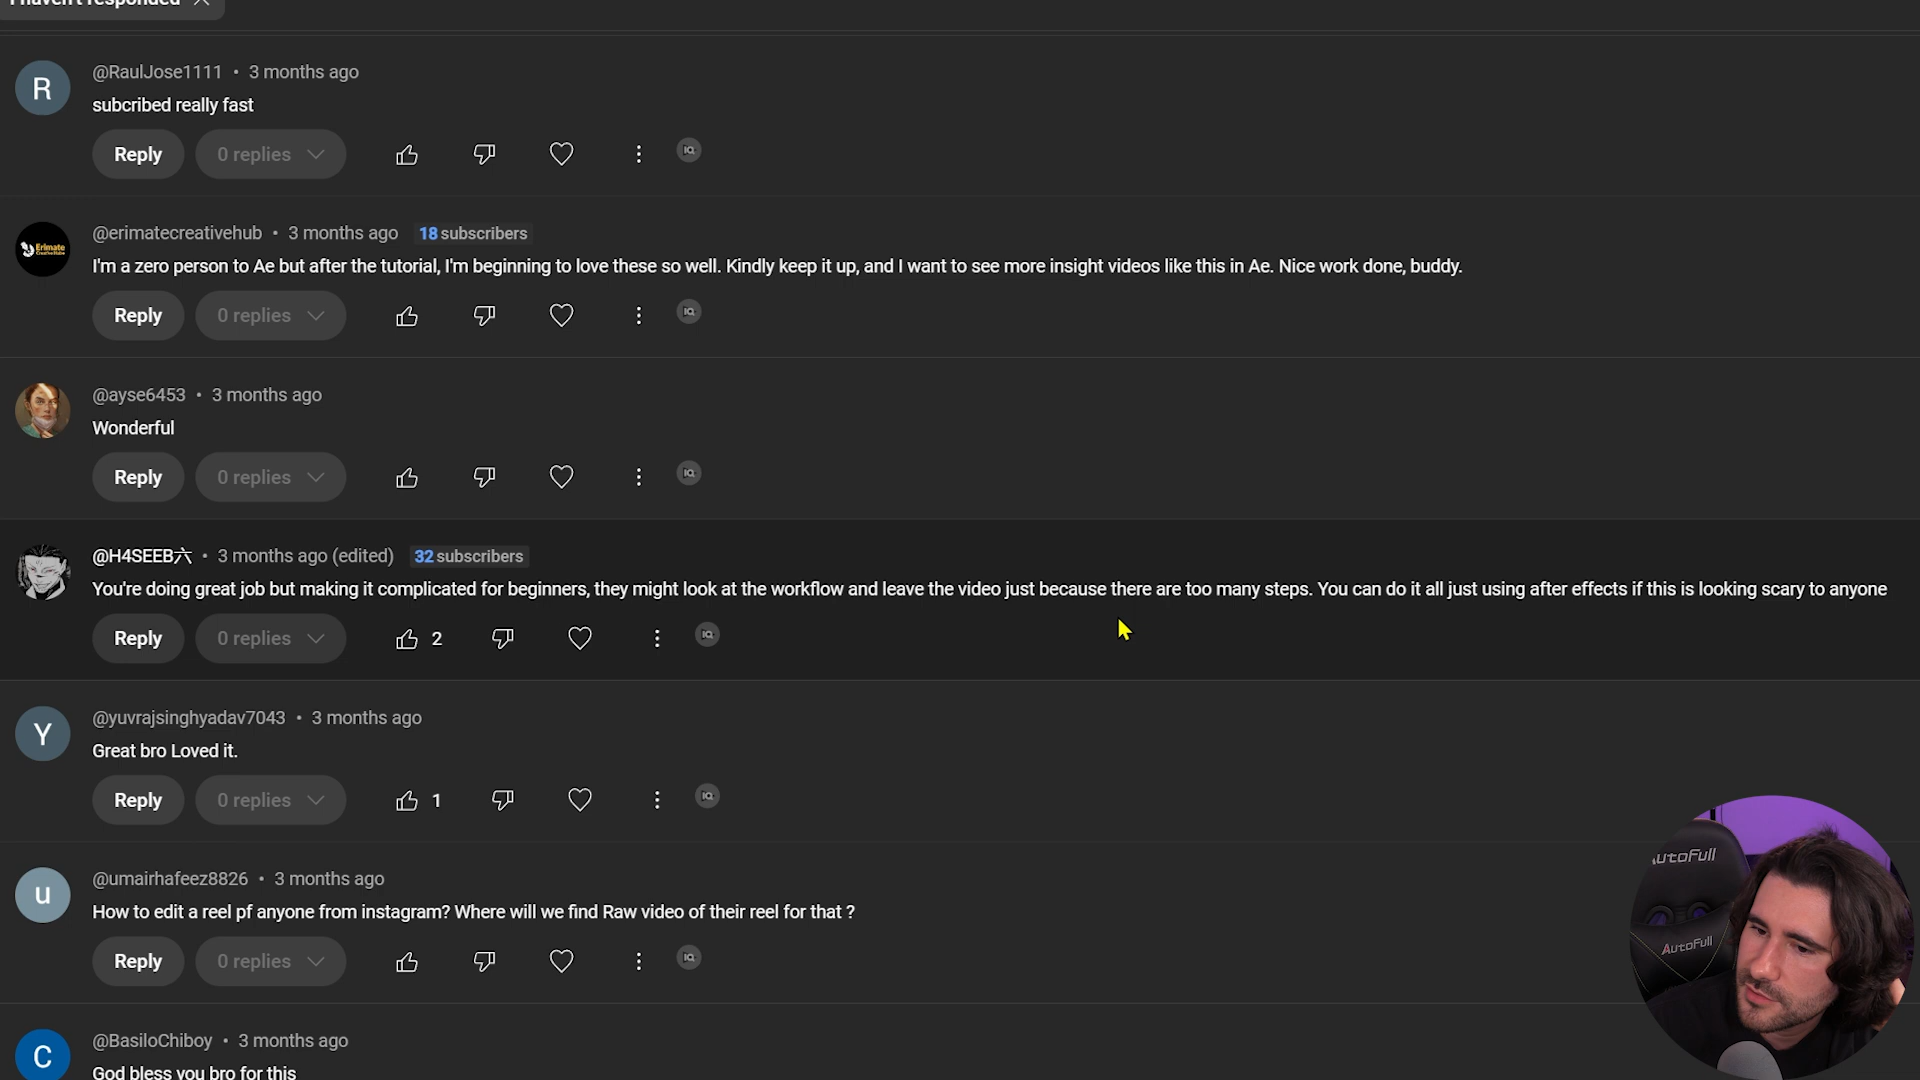 I haven't responded
R
@RaulJose1111 • 3 months ago
subcribed really fast
Reply 0 replies
Erimate
@erimatecreativehub • 3 months ago 18 subscribers
I'm a zero person to Ae but after the tutorial, I'm beginning to love these so well. Kindly keep it up, and I want to see more insight videos like this in Ae. Nice work done, buddy.
Reply 0 replies
@ayse6453 • 3 months ago
Wonderful
Reply 0 replies
@H4SEEB六 • 3 months ago (edited) 32 subscribers
You're doing great job but making it complicated for beginners, they might look at the workflow and leave the video just because there are too many steps. You can do it all just using after effects if this is looking scary to anyone
Reply 0 replies 2
Y
@yuvrajsinghyadav7043 • 3 months ago
Great bro Loved it.
Reply 0 replies 1
u
@umairhafeez8826 • 3 months ago
How to edit a reel pf anyone from instagram? Where will we find Raw video of their reel for that ?
Reply 0 replies
C
@BasiloChiboy • 3 months ago
God bless you bro for this
AutoFull
AutoFull